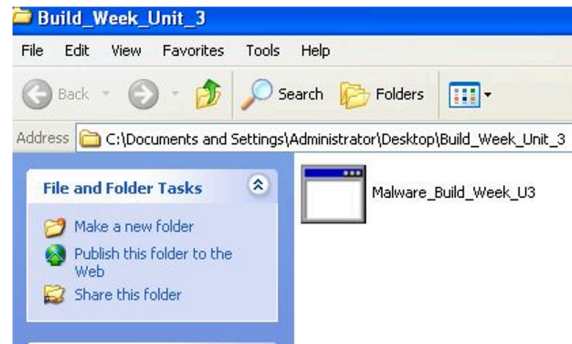 Build_Week_Unit_3
File Edit View Favorites Tools Help
Back Search Folders
Address C:\Documents and Settings\Administrator\Desktop\Build_Week_Unit_3
File and Folder Tasks
Make a new folder
Publish this folder to the
Web
Share this folder
Malware_Build_Week_U3